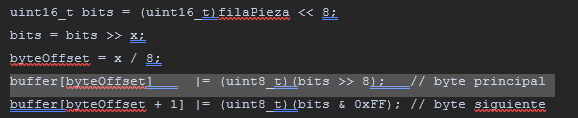 uint16_t bits = (uint16_t)filaPieza << 8;
bits = bits >> x;
byteOffset = x / 8;
buffer[byteOffset]     |= (uint8_t)(bits >> 8);   // byte principal
buffer[byteOffset + 1] |= (uint8_t)(bits & 0xFF); // byte siguiente